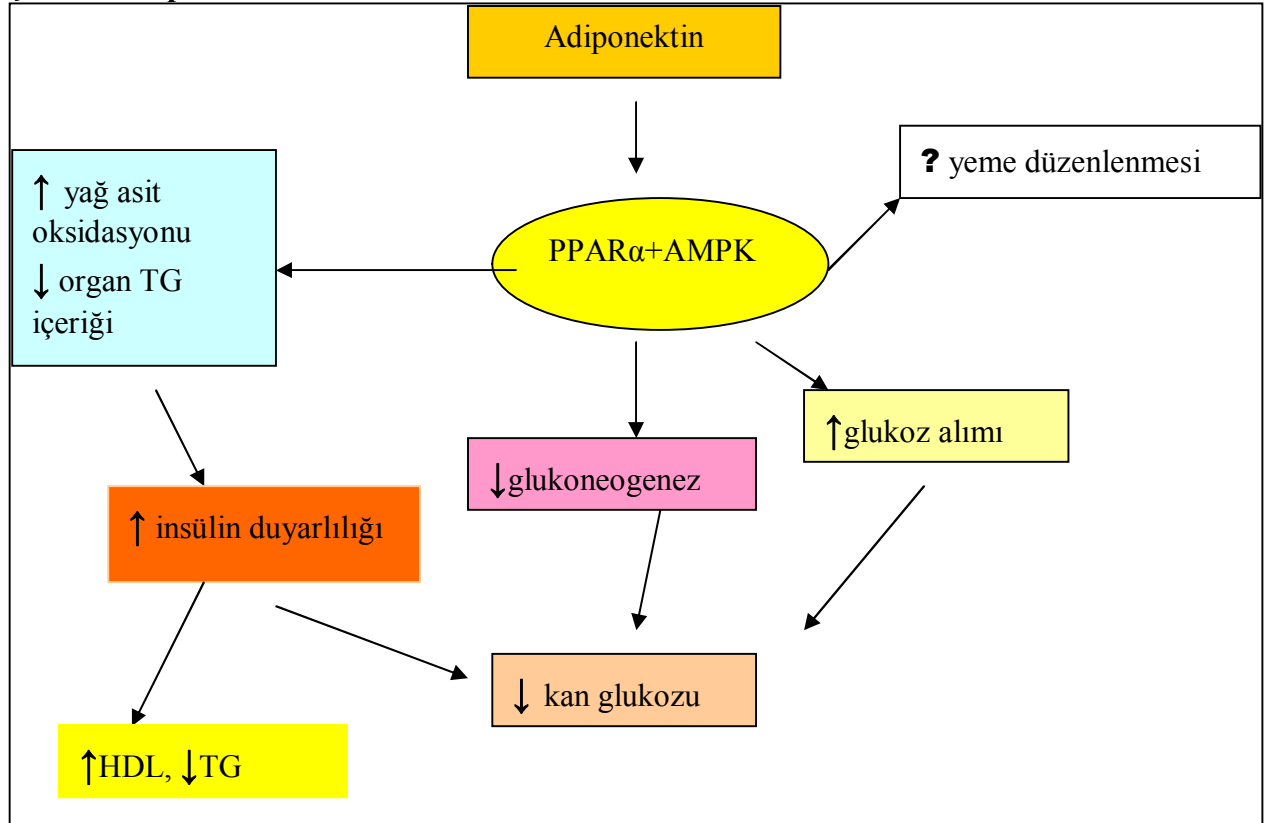 Adiponektin
? yeme düzenlenmesi
↑ yağ asit
oksidasyonu
↓ organ TG
içeriği
PPARα+AMPK
↑glukoz alımı
↓glukoneogenez
↑ insülin duyarlılığı
↓ kan glukozu
↑HDL, ↓TG